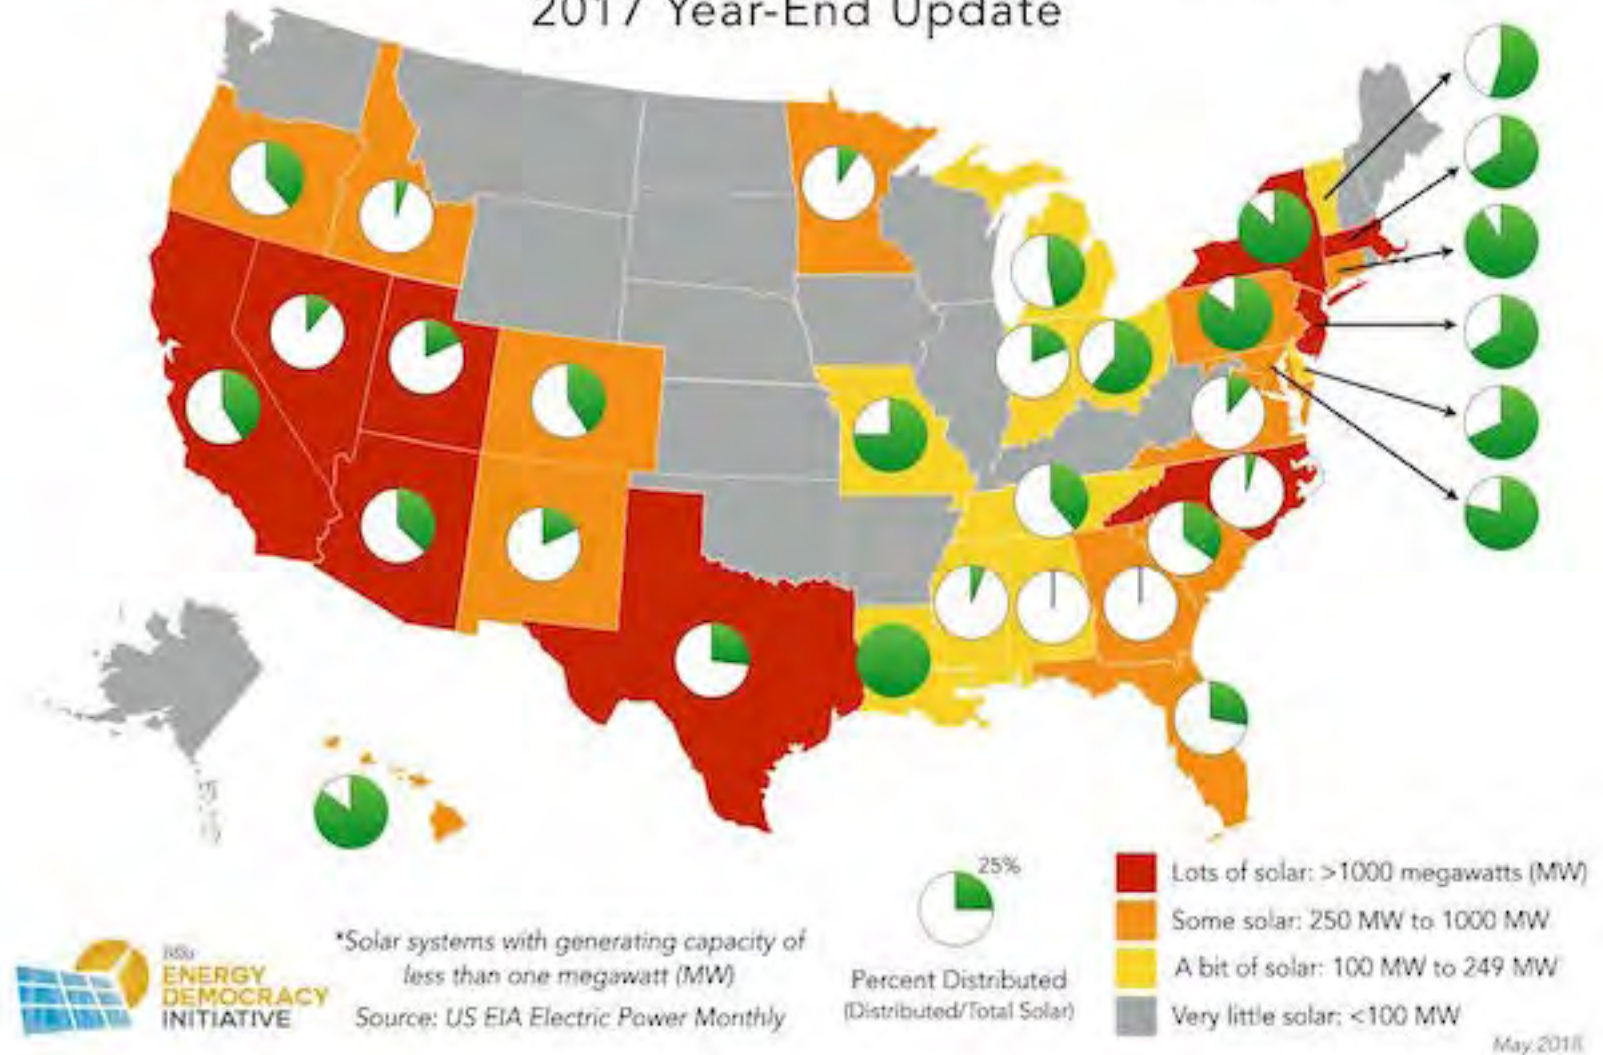 2017 Year-End Update
25%
Lots of solar: >1000 megawatts (MW)
Some solar: 250 MW to 1000 MW
A bit of solar: 100 MW to 249 MW
Very little solar: <100 MW
Percent Distributed
(Distributed/Total Solar)
*Solar systems with generating capacity of
less than one megawatt (MW)
Source: US EIA Electric Power Monthly
ENERGY
DEMOCRACY
INITIATIVE
May 2018